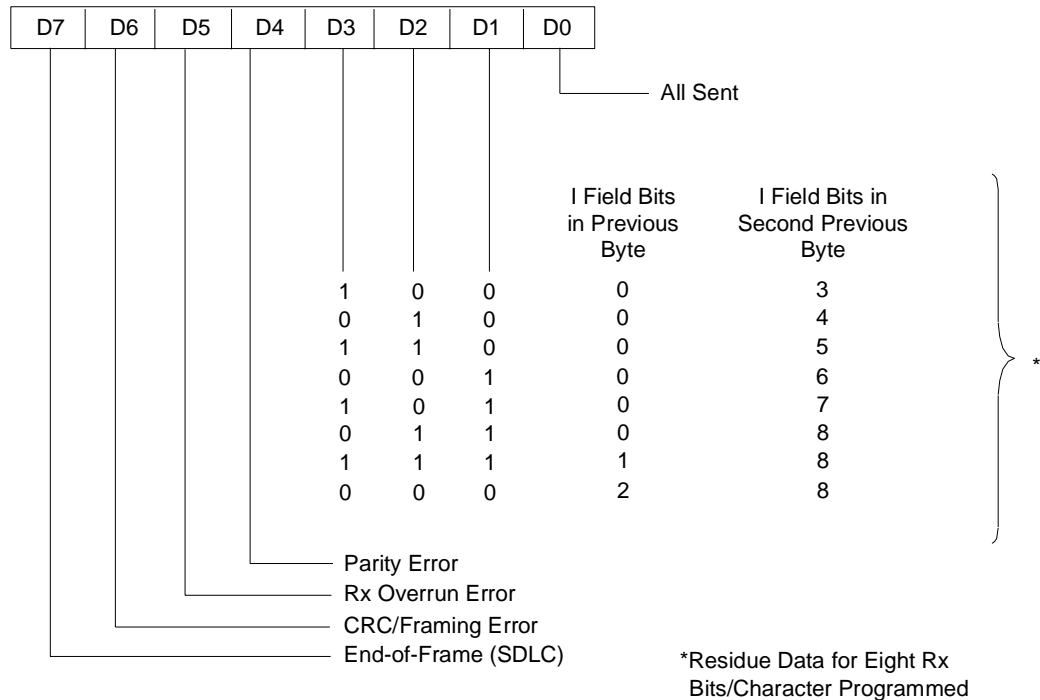 D7 D6 D5 D4 D3 D2 D1 D0
All Sent
I Field Bits
in Previous
Byte
I Field Bits in
Second Previous
Byte
1 0 0 0 3
0 1 0 0 4
1 1 0 0 5
0 0 1 0 6
1 0 1 0 7
0 1 1 0 8
1 1 1 1 8
0 0 0 2 8
*
Parity Error
Rx Overrun Error
CRC/Framing Error
End-of-Frame (SDLC)
*Residue Data for Eight Rx
Bits/Character Programmed